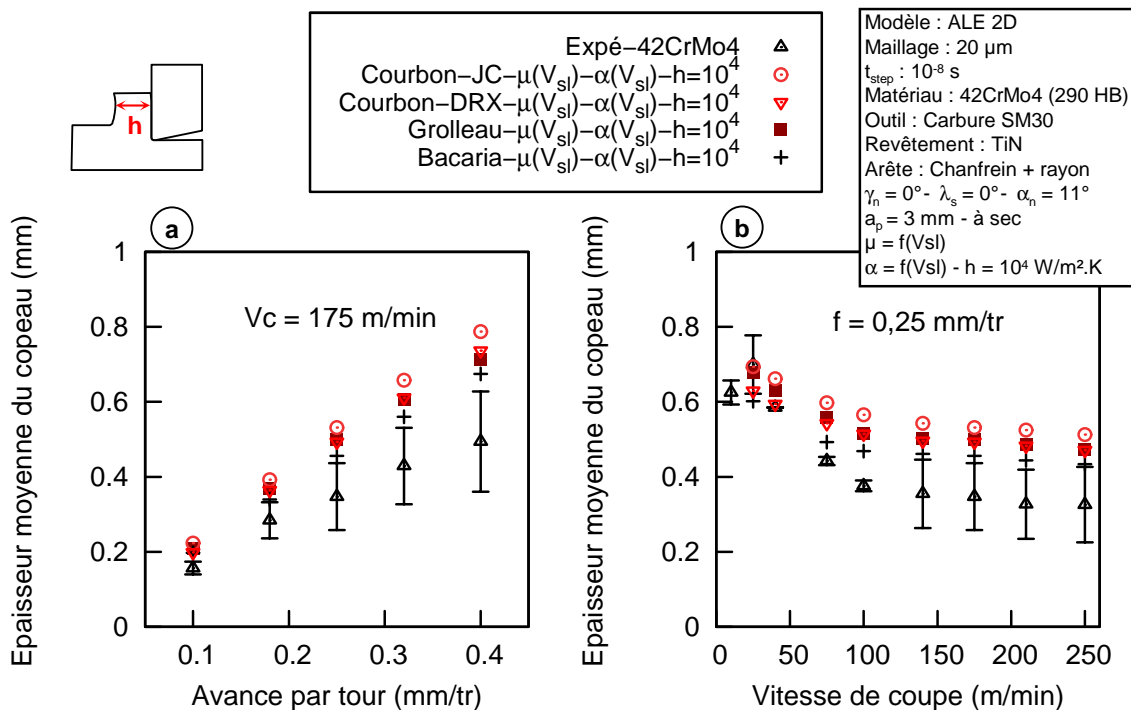 h
Expé−42CrMo4
Courbon−JC−μ(Vsl)−α(Vsl)−h=10⁴
Courbon−DRX−μ(Vsl)−α(Vsl)−h=10⁴
Grolleau−μ(Vsl)−α(Vsl)−h=10⁴
Bacaria−μ(Vsl)−α(Vsl)−h=10⁴
Modèle : ALE 2D
Maillage : 20 μm
tstep : 10⁻⁸ s
Matériau : 42CrMo4 (290 HB)
Outil : Carbure SM30
Revêtement : TiN
Arête : Chanfrein + rayon
γn = 0° - λs = 0° - αn = 11°
ap = 3 mm - à sec
μ = f(Vsl)
α = f(Vsl) - h = 10⁴ W/m².K
a
Epaisseur moyenne du copeau (mm)
1
0.8
0.6
0.4
0.2
0
Vc = 175 m/min
0.1 0.2 0.3 0.4
Avance par tour (mm/tr)
b
Epaisseur moyenne du copeau (mm)
1
0.8
0.6
0.4
0.2
0
f = 0,25 mm/tr
0 50 100 150 200 250
Vitesse de coupe (m/min)